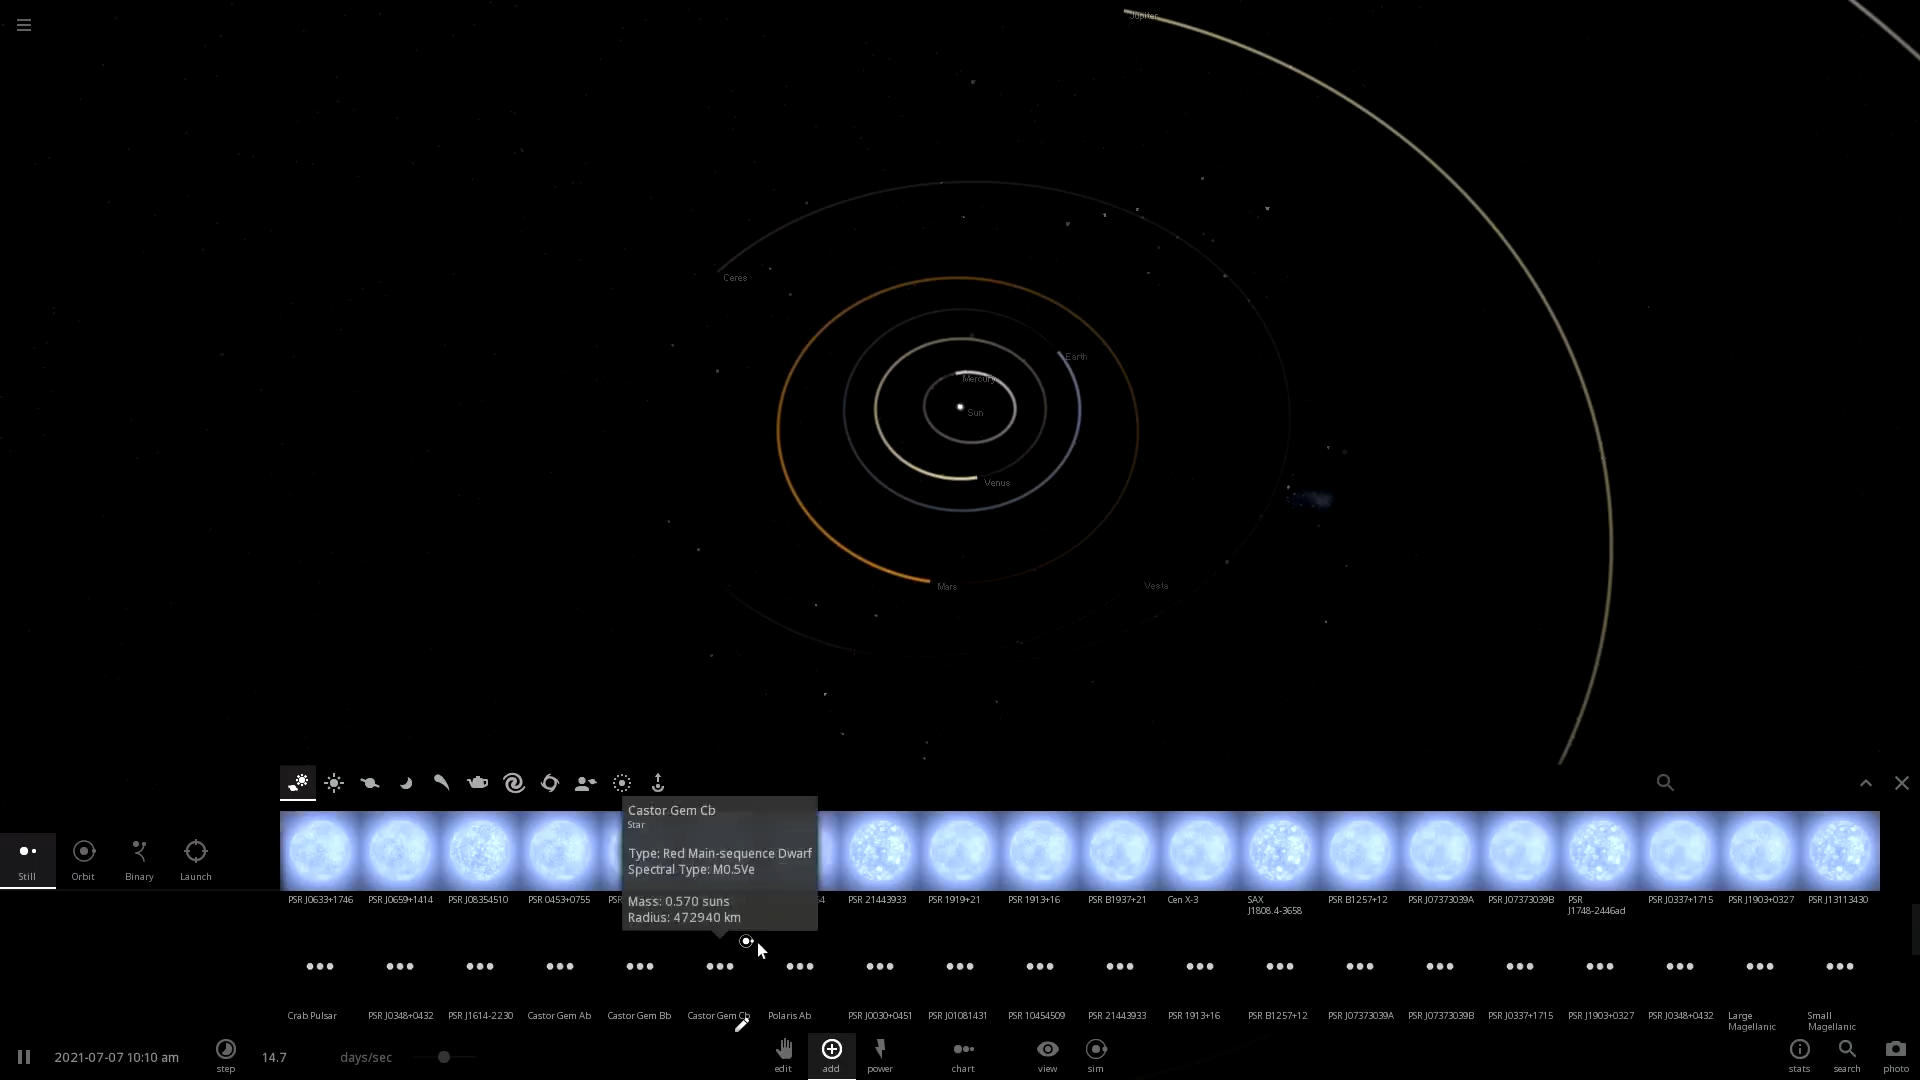 Jupiter
Ceres
Earth
Mercury
Sun
Venus
Mars
Vesta
Castor Gem Cb
Star
Type: Red Main-sequence Dwarf
Spectral Type: M0.5Ve
Mass: 0.570 suns
Radius: 472940 km
Still
Orbit
Binary
Launch
PSR J0633+1746
PSR J0659+1414
PSR J08354510
PSR 0453+0755
PSR 21443933
PSR 1919+21
PSR 1913+16
PSR B1937+21
Cen X-3
SAX
J1808.4-3658
PSR B1257+12
PSR J07373039A
PSR J07373039B
PSR
J1748-2446ad
PSR J0337+1715
PSR J1903+0327
PSR J13113430
Crab Pulsar
PSR J0348+0432
PSR J1614-2230
Castor Gem Ab
Castor Gem Bb
Castor Gem Cb
Polaris Ab
PSR J0030+0451
PSR J01081431
PSR 10454509
PSR 21443933
PSR 1913+16
PSR B1257+12
PSR J07373039A
PSR J07373039B
PSR J0337+1715
PSR J1903+0327
PSR J0348+0432
Large
Magellanic
Small
Magellanic
2021-07-07 10:10 am
step
14.7
days/sec
edit
add
power
chart
view
sim
stats
search
photo